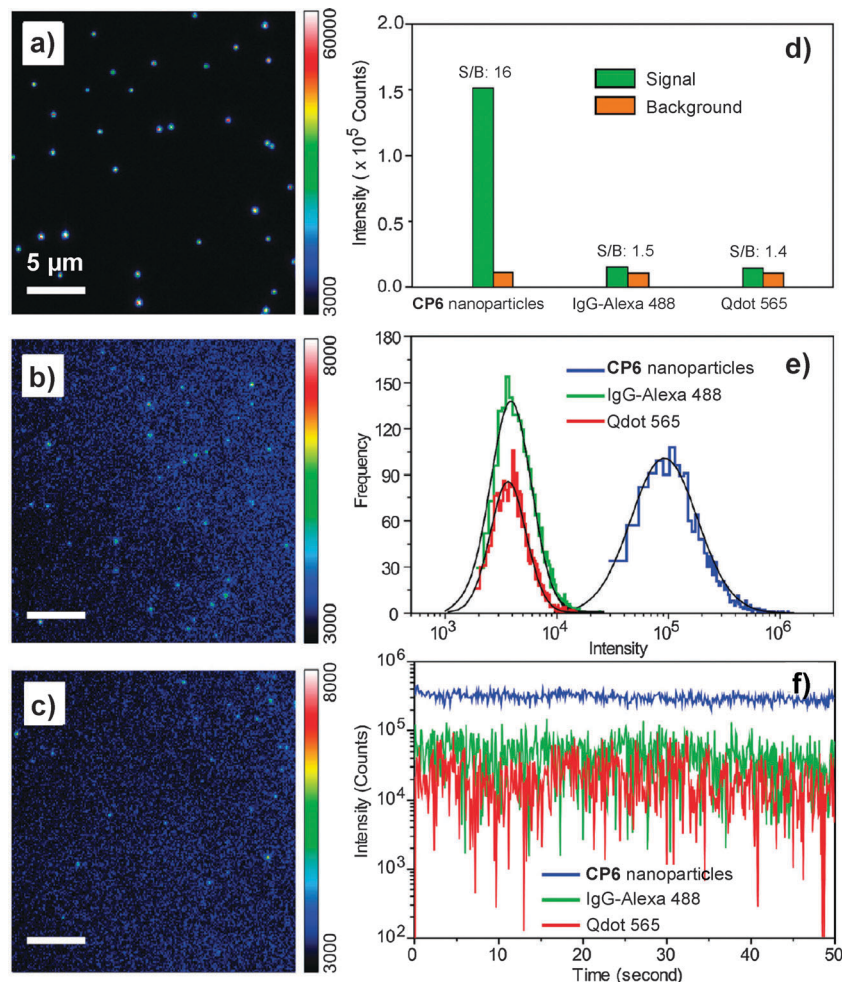 a)
60000
3000
5 μm
b)
8000
3000
c)
8000
3000
d)
2.0
1.5
1.0
0.5
0.0
Intensity ( x 10⁵ Counts)
S/B: 16
S/B: 1.5
S/B: 1.4
Signal
Background
CP6 nanoparticles
IgG-Alexa 488
Qdot 565
e)
180
150
120
90
60
30
0
Frequency
CP6 nanoparticles
IgG-Alexa 488
Qdot 565
10³
10⁴
10⁵
10⁶
Intensity
f)
10⁶
10⁵
10⁴
10³
10²
Intensity (Counts)
CP6 nanoparticles
IgG-Alexa 488
Qdot 565
0
10
20
30
40
50
Time (second)